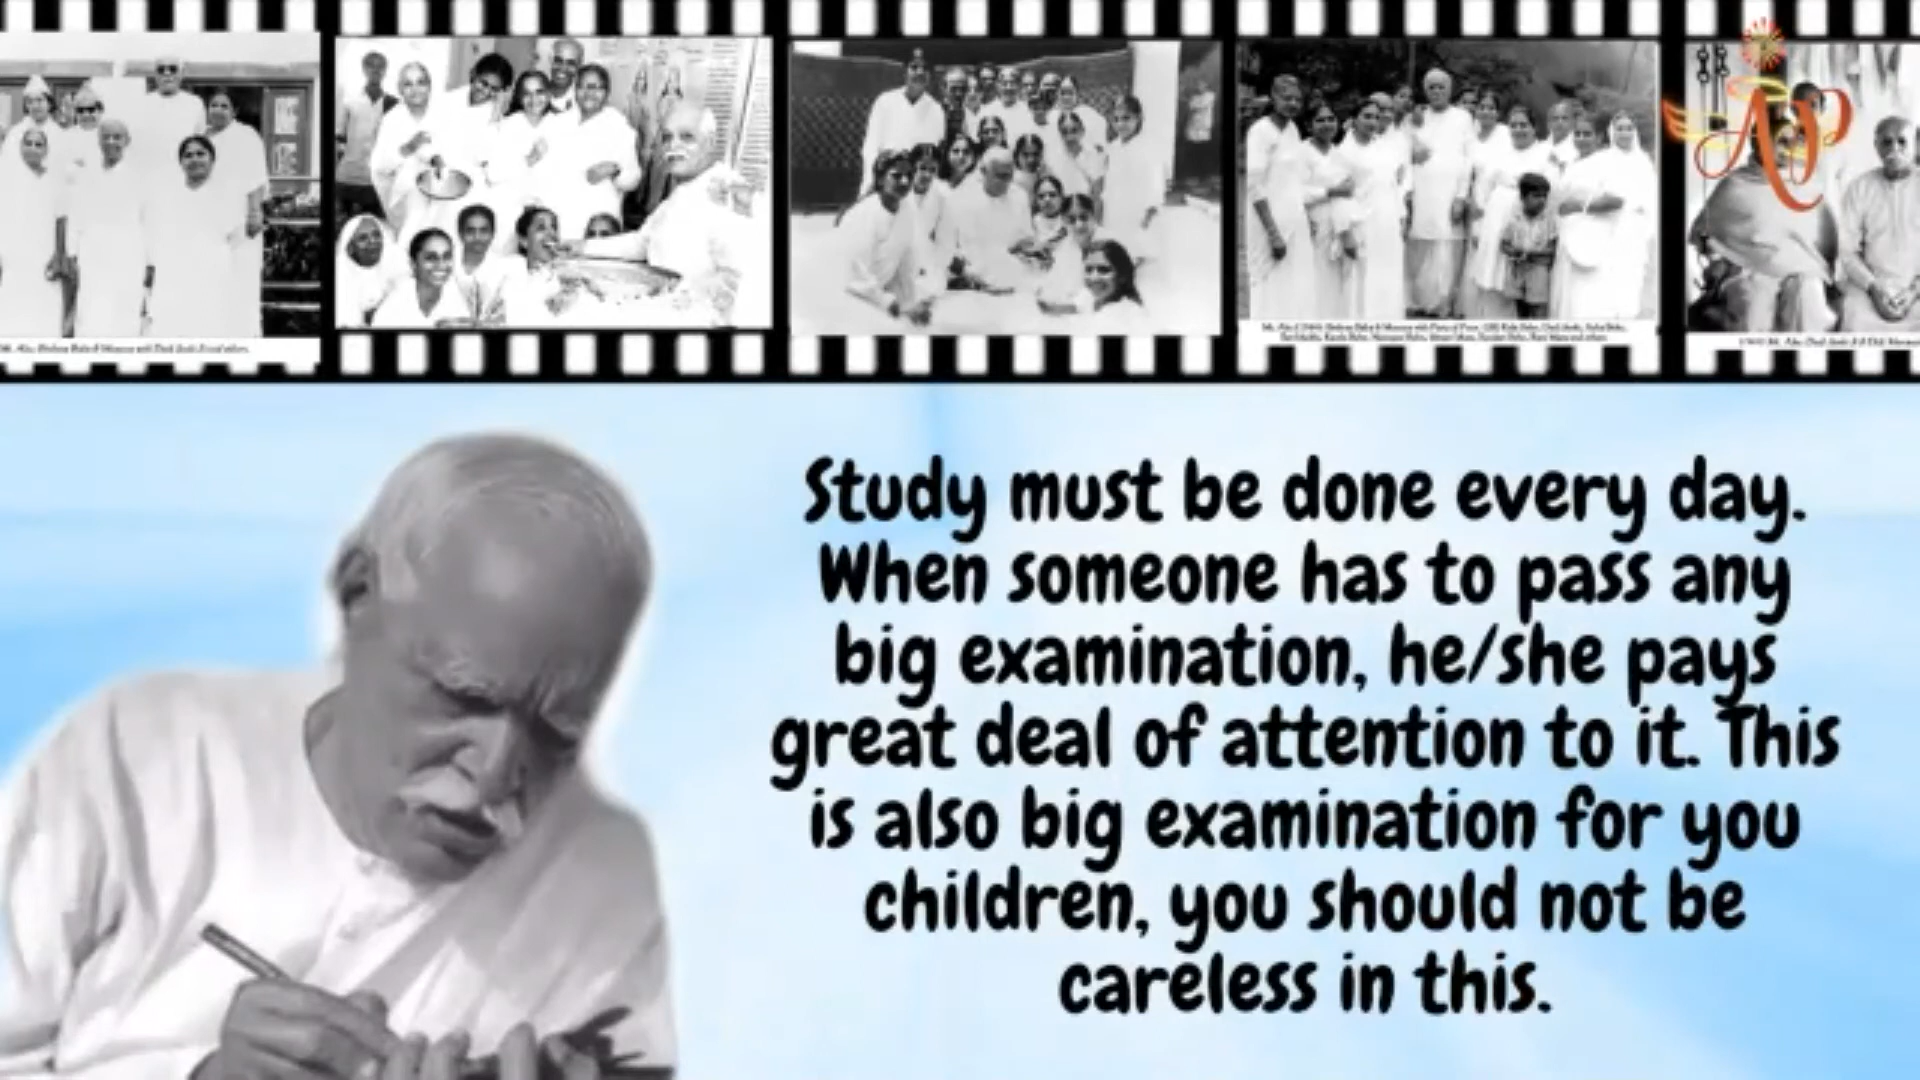 AP
Study must be done every day.
When someone has to pass any
big examination, he/she pays
great deal of attention to it. This
is also big examination for you
children, you should not be
careless in this.